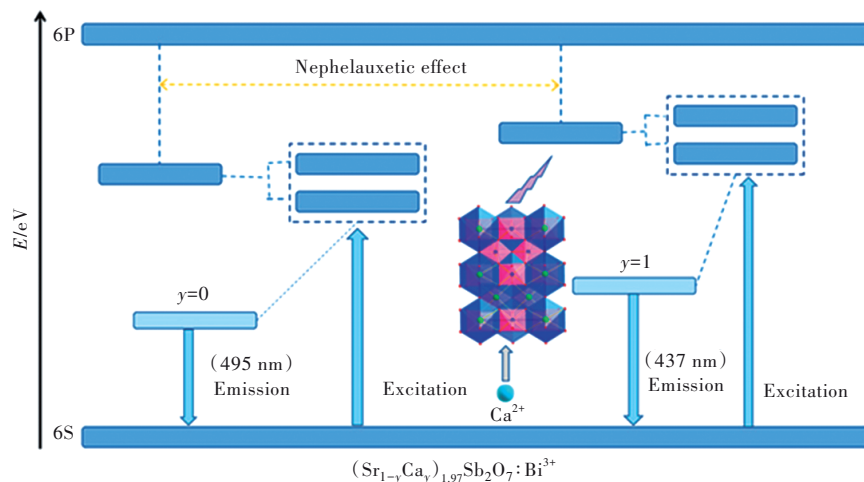 6P
Nephelauxetic effect
E/eV
y=0
y=1
(495 nm)
Emission
Excitation
(437 nm)
Emission
Excitation
Ca²⁺
6S
(Sr₁₋yCay)₁.₉₇Sb₂O₇:Bi³⁺